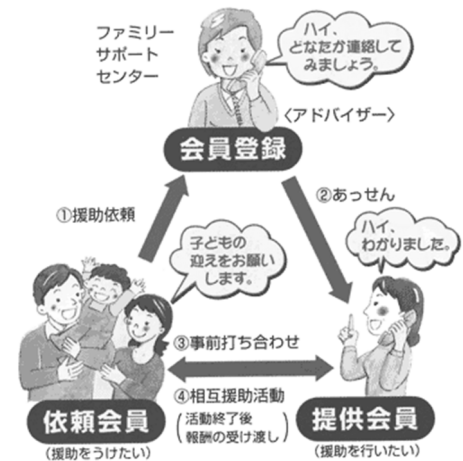 ファミリー
サポート
センター
ハイ、
どなたか連絡して
みましょう。
〈アドバイザー〉
会員登録
①援助依頼
②あっせん
子どもの
迎えをお願い
します。
ハイ、
わかりました。
③事前打ち合わせ
④相互援助活動
(活動終了後
報酬の受け渡し)
依頼会員
(援助をうけたい)
提供会員
(援助を行いたい)